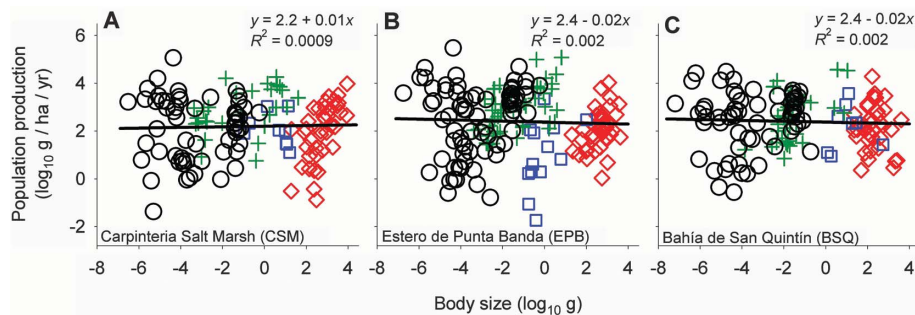 A
y = 2.2 + 0.01x
R² = 0.0009
B
y = 2.4 - 0.02x
R² = 0.002
C
y = 2.4 - 0.02x
R² = 0.002
Population production
(log₁₀ g / ha / yr)
6
4
2
0
-2
Carpinteria Salt Marsh (CSM)
Estero de Punta Banda (EPB)
Bahía de San Quintín (BSQ)
-8 -6 -4 -2 0 2 4
-8 -6 -4 -2 0 2 4
-8 -6 -4 -2 0 2 4
Body size (log₁₀ g)